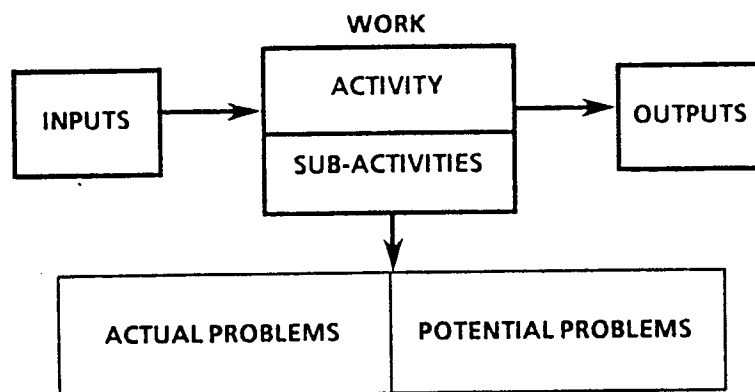 WORK
INPUTS
ACTIVITY
SUB-ACTIVITIES
OUTPUTS
ACTUAL PROBLEMS
POTENTIAL PROBLEMS